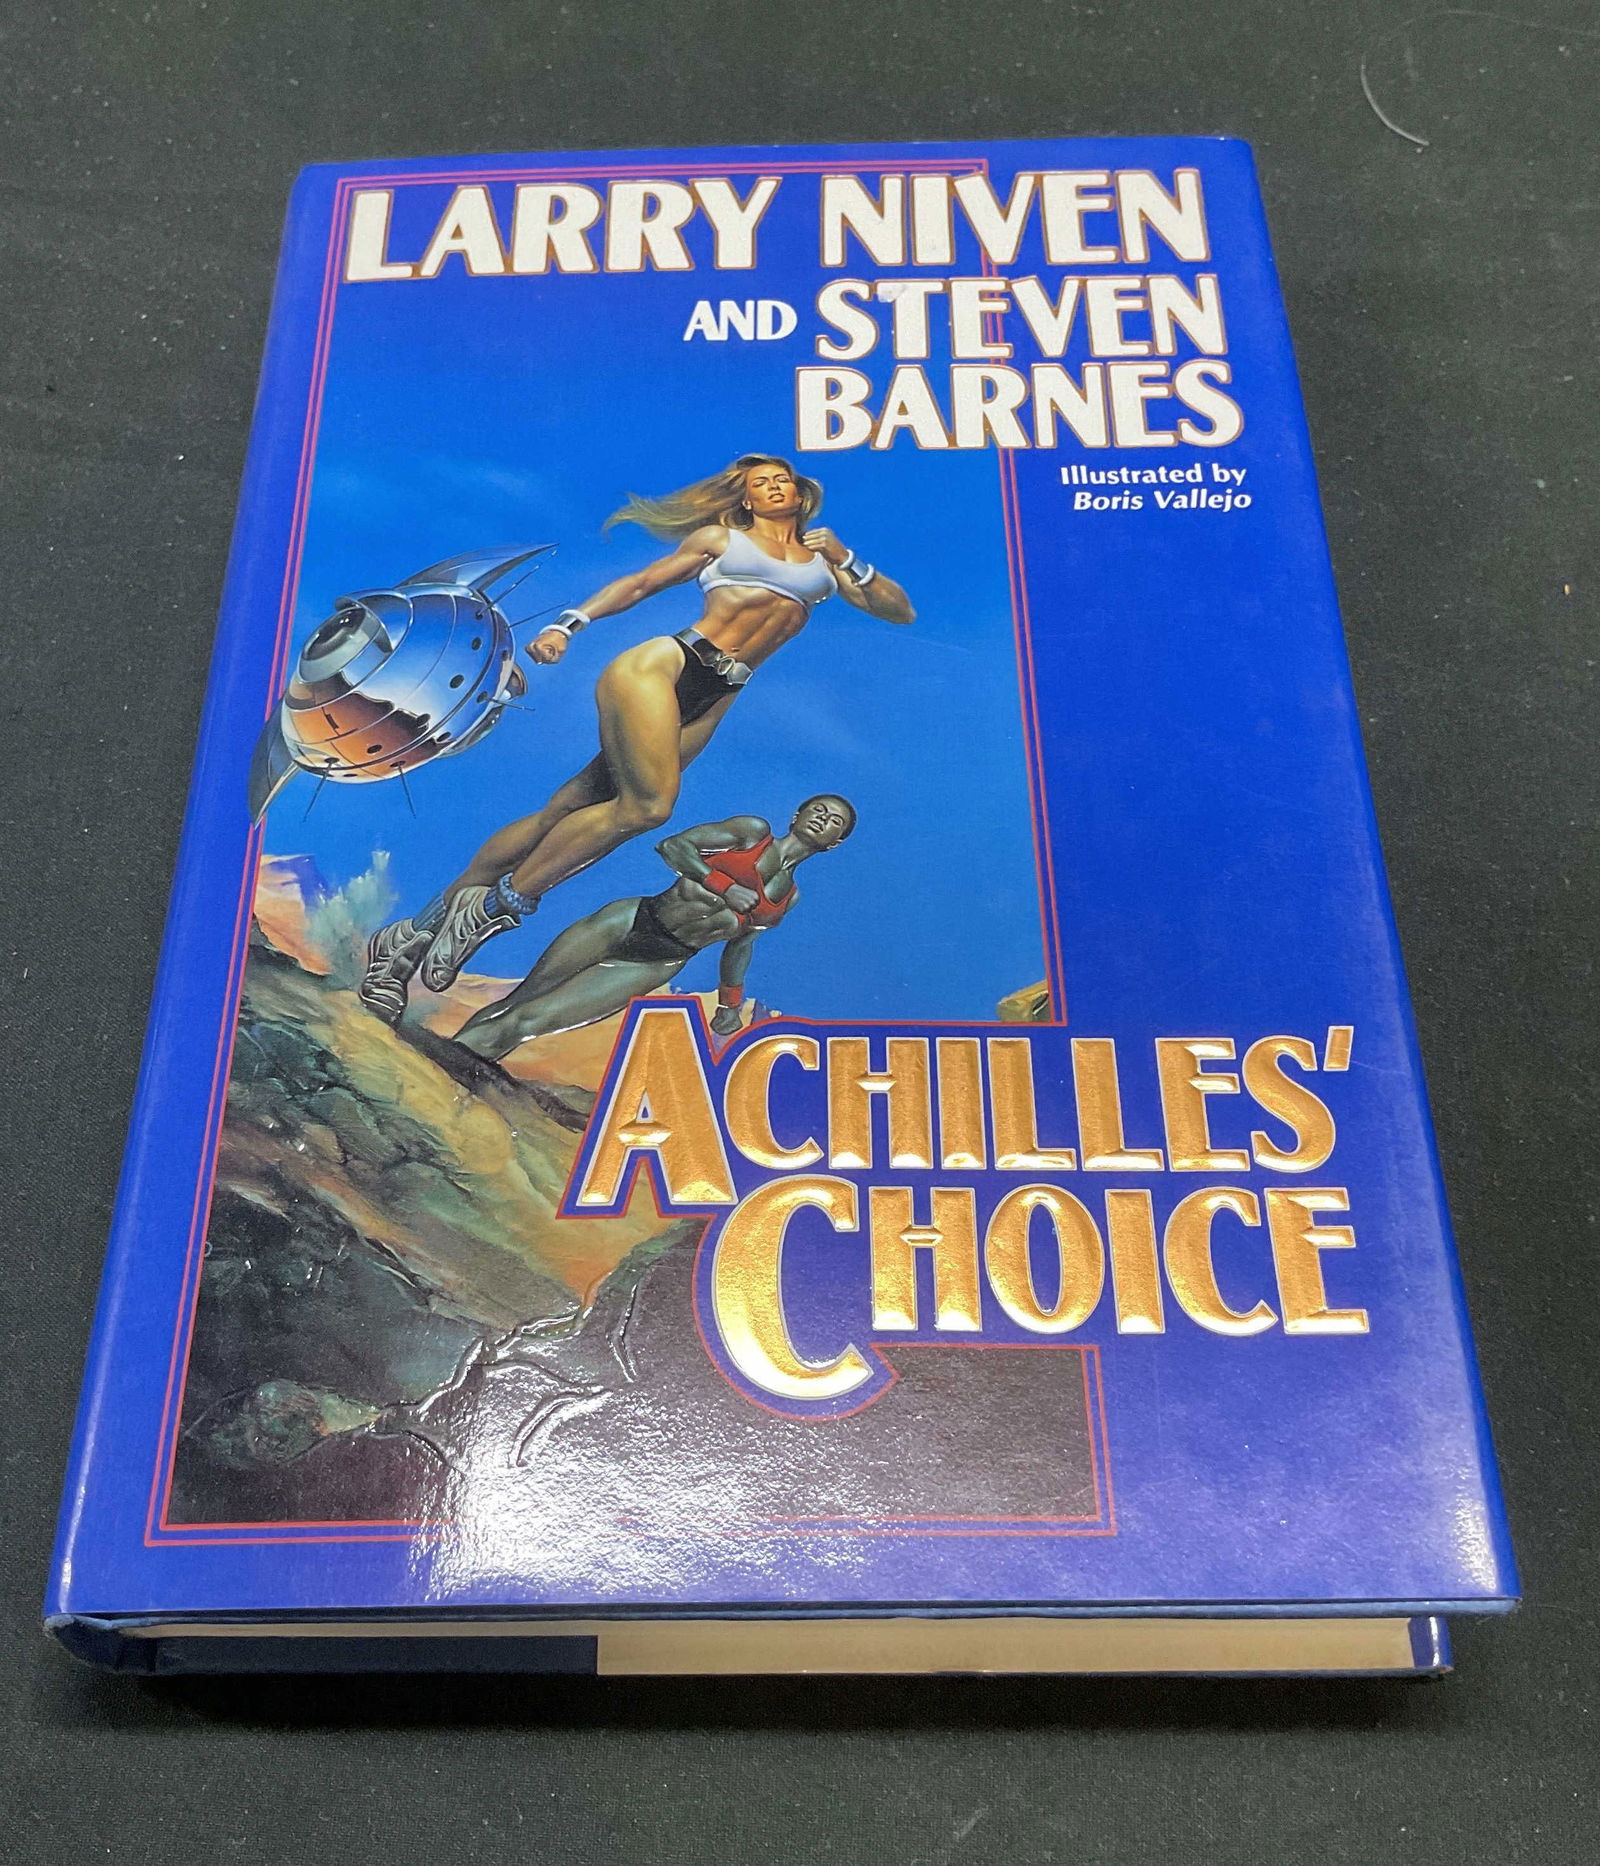 LARRY NIVEN
AND STEVEN
BARNES
Illustrated by
Boris Vallejo
ACHILLES'
CHOICE